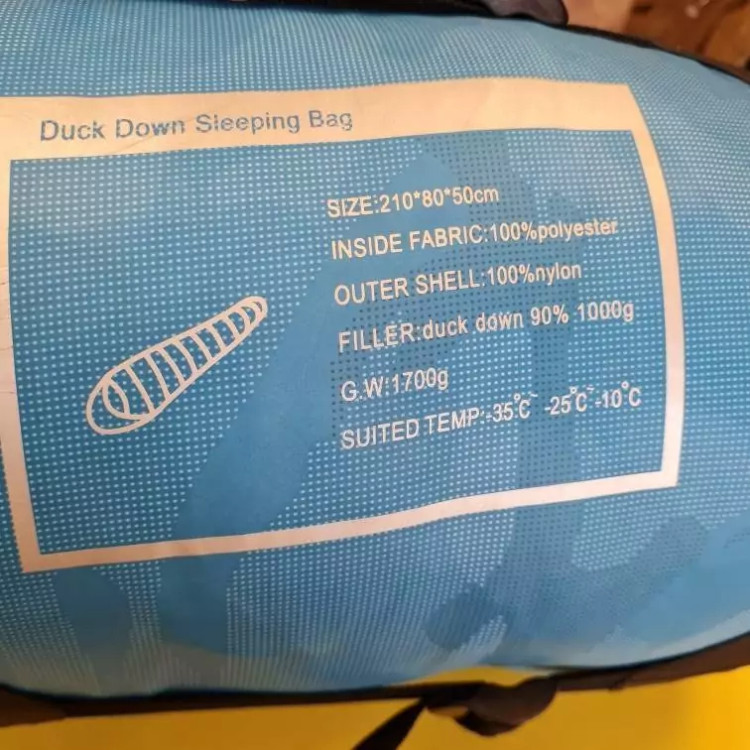 Duck Down Sleeping Bag
SIZE:210*80*50cm
INSIDE FABRIC:100%polyester
OUTER SHELL:100%nylon
FILLER:duck down 90% 1000g
G.W:1700g
SUITED TEMP:-35°C~ -25°C~-10°C